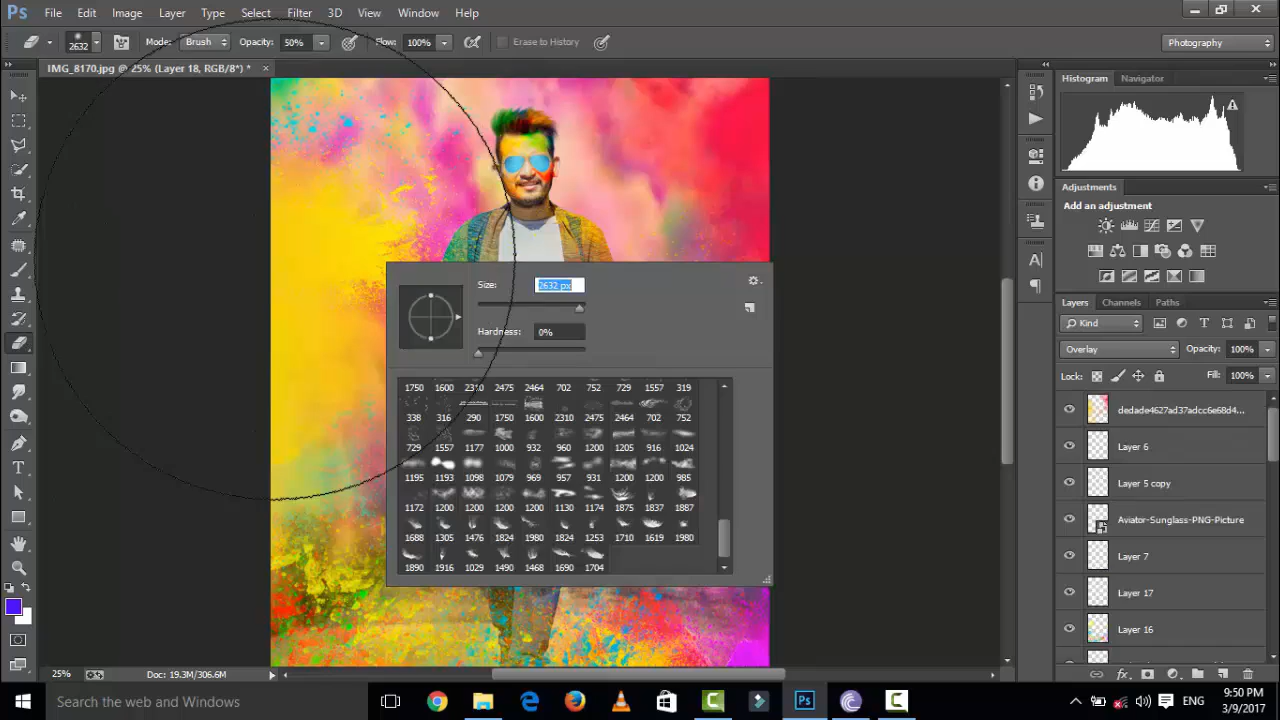 Ps File Edit Image Layer Type Select Filter 3D View Window Help
2632 Mode: Brush Opacity: 50% Flow: 100% Erase to History Photography
IMG_8170.jpg @ 25% (Layer 18, RGB/8*) * ×
Histogram Navigator
Adjustments
Add an adjustment
Size: 2632 px
Hardness: 0%
1750 1600 2310 2475 2464 702 752 729 1557 319
338 316 290 1750 1600 2310 2475 2464 702 752
729 1557 1177 1000 932 960 1200 1205 916 1024
1195 1193 1098 1079 969 957 931 1200 1200 985
1172 1200 1200 1200 1200 1130 1174 1875 1837 1887
1688 1305 1476 1824 1980 1824 1253 1710 1619 1980
1890 1916 1029 1490 1468 1690 1704
Layers Channels Paths
Kind
Overlay Opacity: 100%
Lock: Fill: 100%
dedade4627ad37adcc6e68d4...
Layer 6
Layer 5 copy
Aviator-Sunglass-PNG-Picture
Layer 7
Layer 17
Layer 16
25% Doc: 19.3M/306.6M
Search the web and Windows
ENG
9:50 PM
3/9/2017